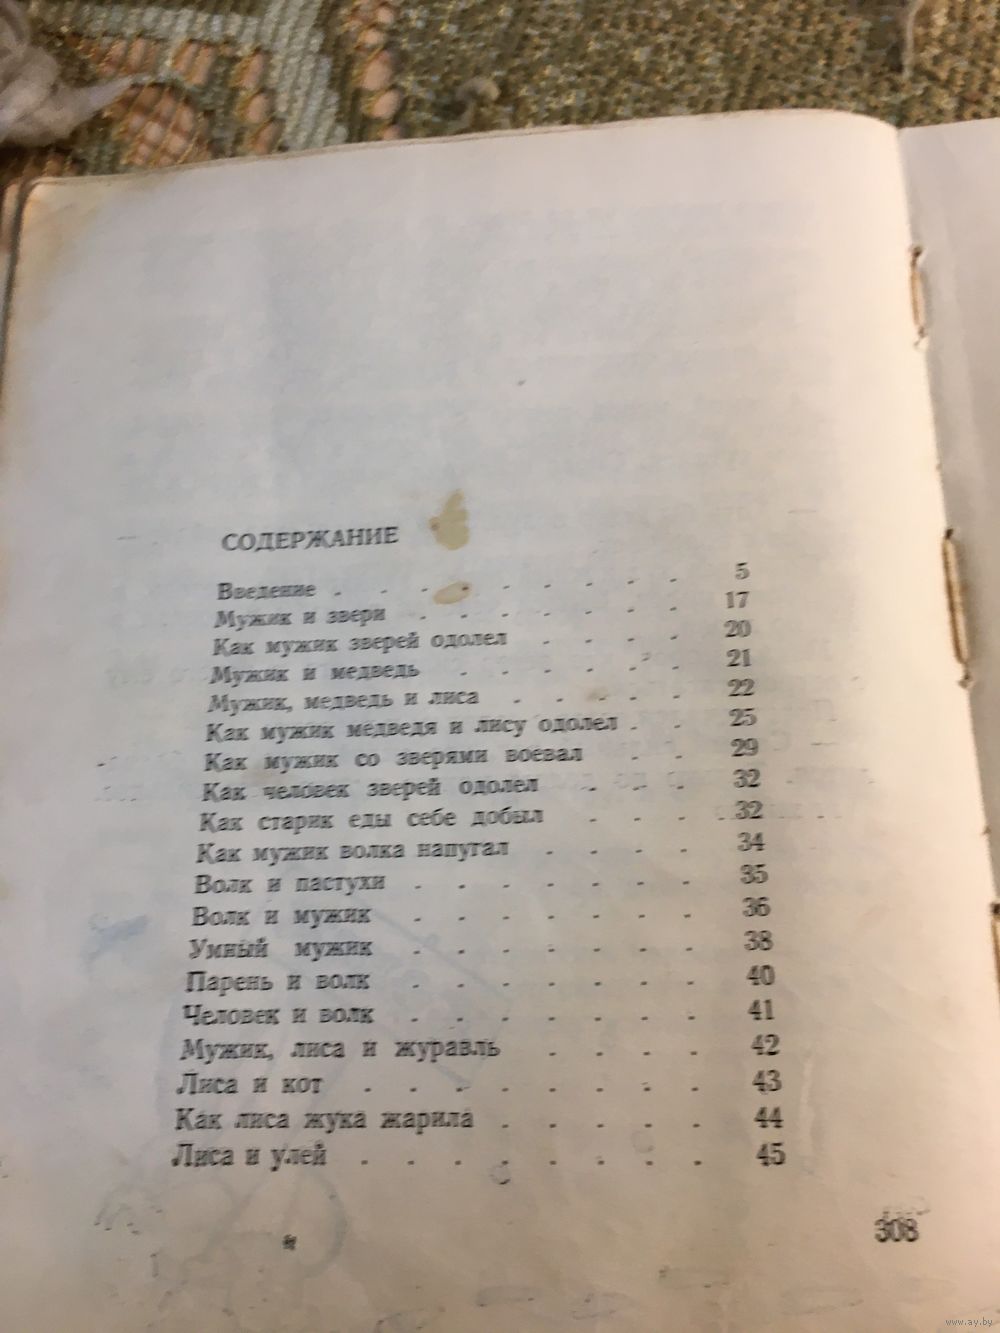 СОДЕРЖАНИЕ
Введение . . . . . . . . 5
Мужик и звери . . . . . . . 17
Как мужик зверей одолел . . . . 20
Мужик и медведь . . . . . . 21
Мужик, медведь и лиса . . . . . 22
Как мужик медведя и лису одолел . . 25
Как мужик со зверями воевал . . 29
Как человек зверей одолел . . . 32
Как старик еды себе добыл . . . 32
Как мужик волка напугал . . . . 34
Волк и пастухи . . . . . . . 35
Волк и мужик . . . . . . . 36
Умный мужик . . . . . . . 38
Парень и волк . . . . . . . 40
Человек и волк . . . . . . . 41
Мужик, лиса и журавль . . . . 42
Лиса и кот . . . . . . . . 43
Как лиса жука жарила . . . . . 44
Лиса и улей . . . . . . . . 45
308
www.ay.by